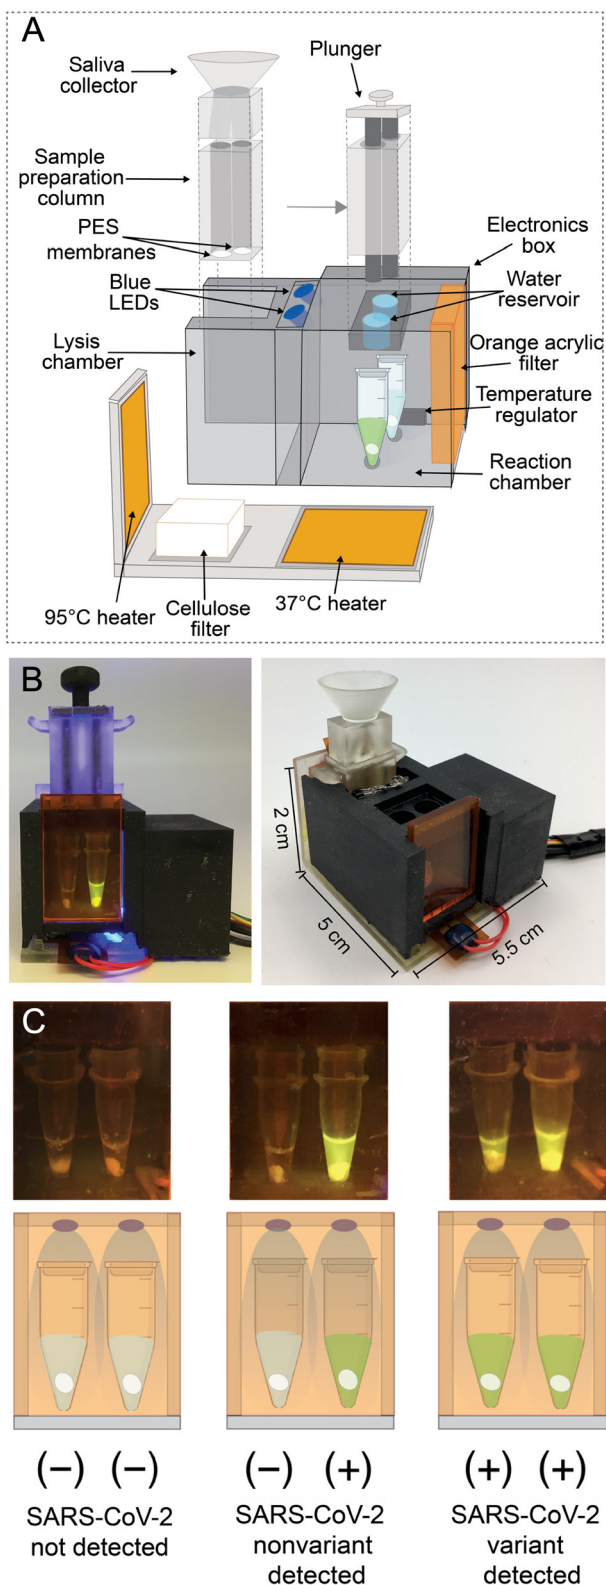 A
Saliva
collector
Plunger
Sample
preparation
column
PES
membranes
Electronics
box
Blue
LEDs
Water
reservoir
Lysis
chamber
Orange acrylic
filter
Temperature
regulator
Reaction
chamber
95°C heater
Cellulose
filter
37°C heater
B
2 cm
5 cm
5.5 cm
C
(−) (−)
SARS-CoV-2
not detected
(−) (+)
SARS-CoV-2
nonvariant
detected
(+) (+)
SARS-CoV-2
variant
detected